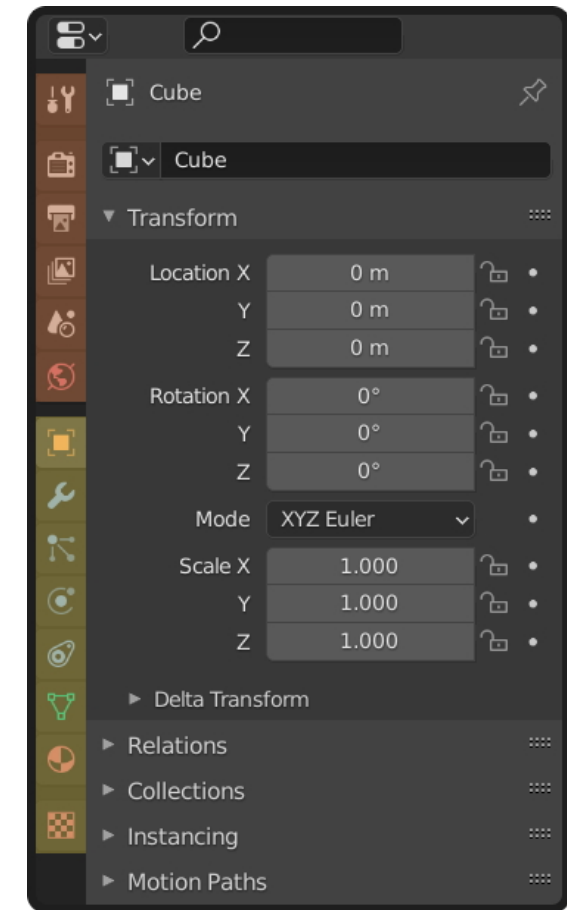 Cube
Cube
Transform
Location X 0 m
Y 0 m
Z 0 m
Rotation X 0°
Y 0°
Z 0°
Mode XYZ Euler
Scale X 1.000
Y 1.000
Z 1.000
Delta Transform
Relations
Collections
Instancing
Motion Paths